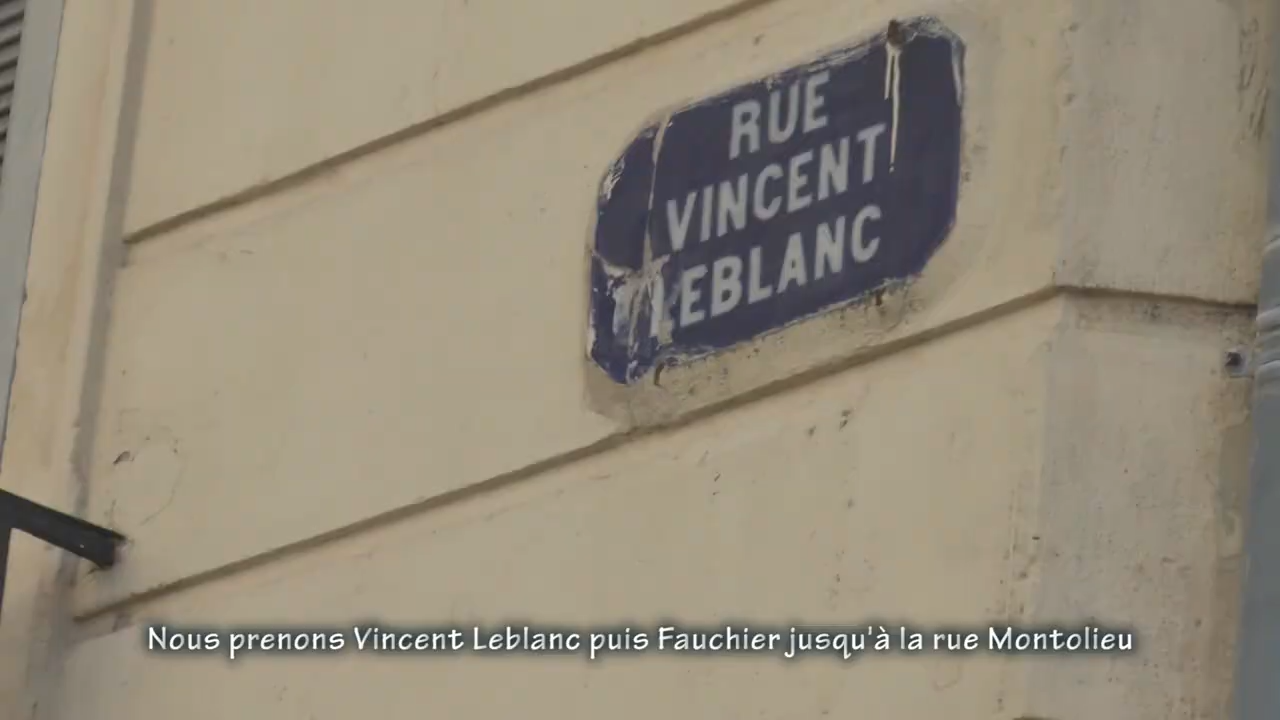 RUE
VINCENT
LEBLANC
Nous prenons Vincent Leblanc puis Fauchier jusqu'à la rue Montolieu